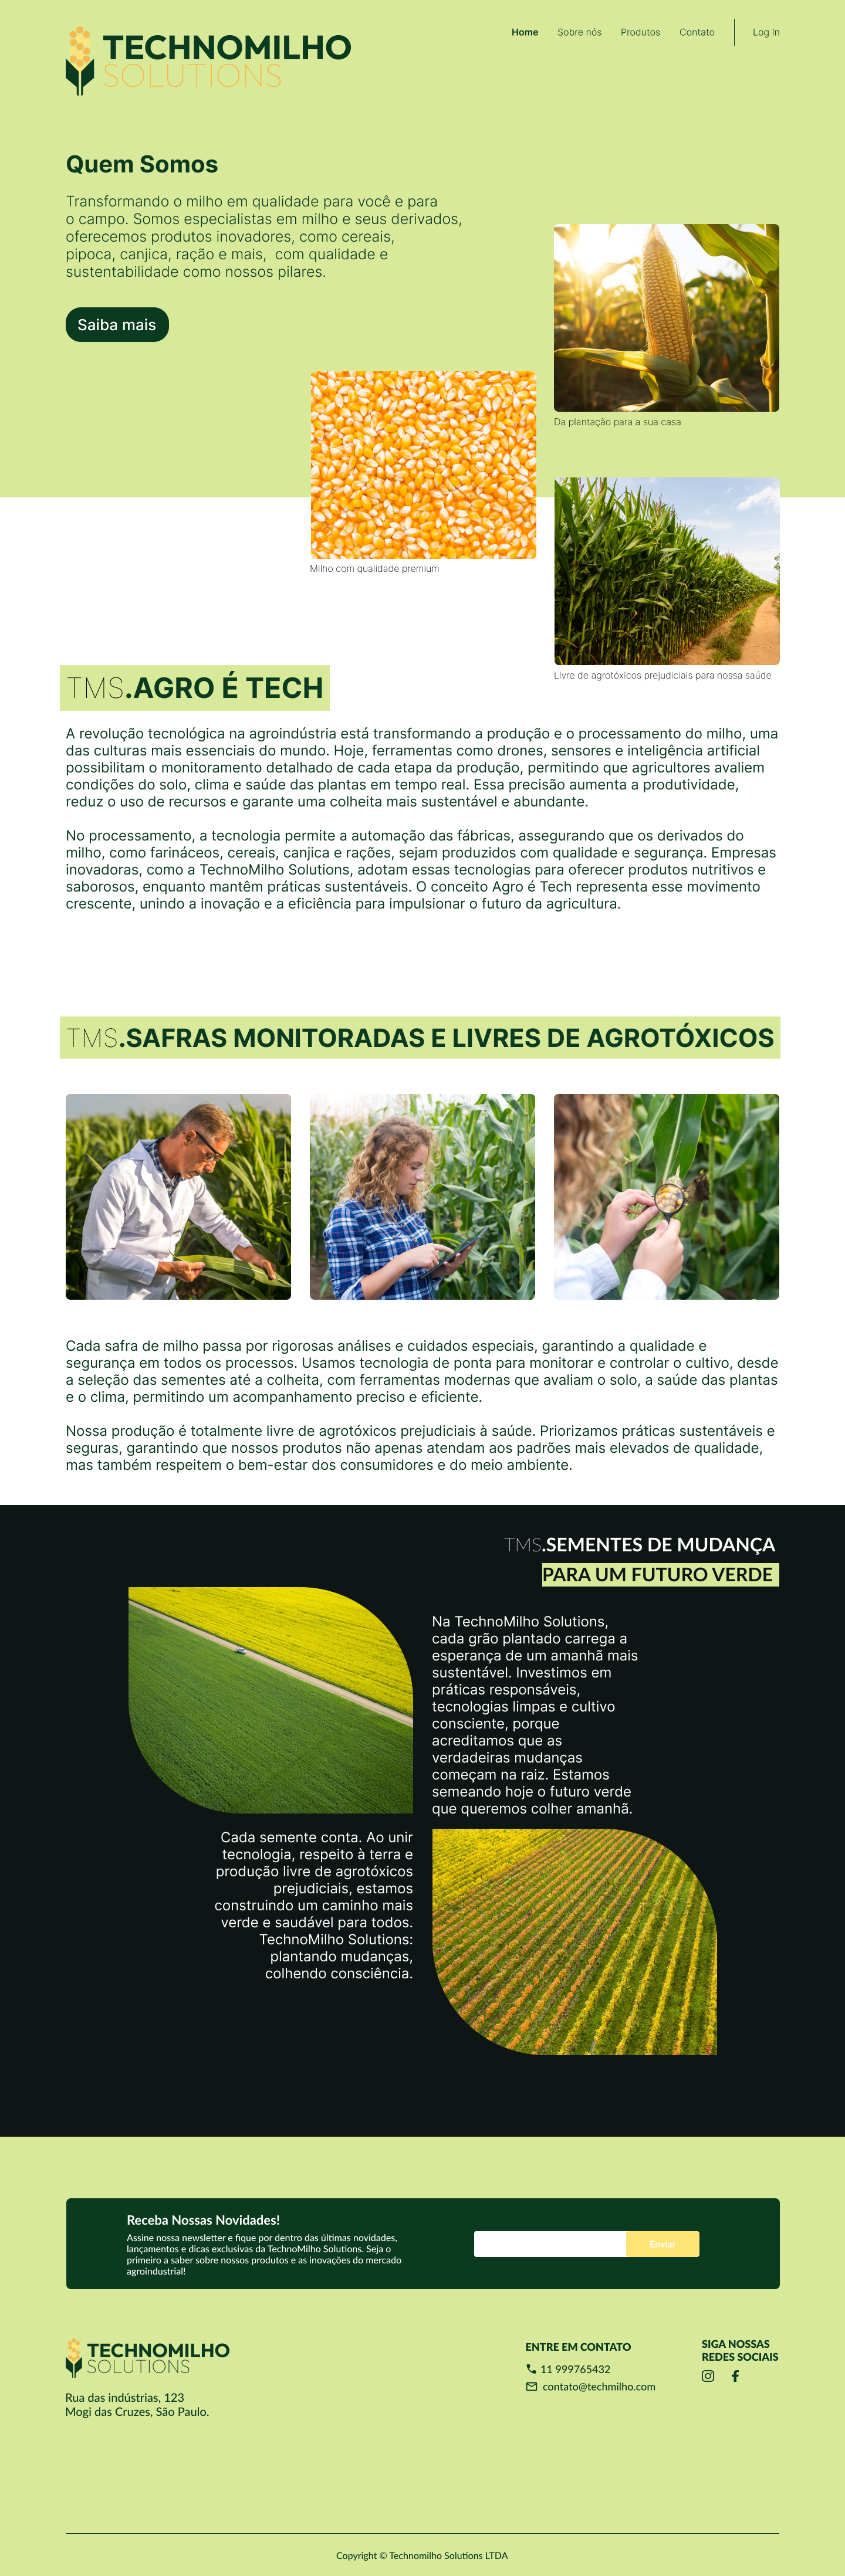 TECHNOMILHO
SOLUTIONS
Home Sobre nós Produtos Contato Log In
Quem Somos
Transformando o milho em qualidade para você e para
o campo. Somos especialistas em milho e seus derivados,
oferecemos produtos inovadores, como cereais,
pipoca, canjica, ração e mais, com qualidade e
sustentabilidade como nossos pilares.
Saiba mais
Da plantação para a sua casa
Milho com qualidade premium
Livre de agrotóxicos prejudiciais para nossa saúde
TMS.AGRO É TECH
A revolução tecnológica na agroindústria está transformando a produção e o processamento do milho, uma
das culturas mais essenciais do mundo. Hoje, ferramentas como drones, sensores e inteligência artificial
possibilitam o monitoramento detalhado de cada etapa da produção, permitindo que agricultores avaliem
condições do solo, clima e saúde das plantas em tempo real. Essa precisão aumenta a produtividade,
reduz o uso de recursos e garante uma colheita mais sustentável e abundante.
No processamento, a tecnologia permite a automação das fábricas, assegurando que os derivados do
milho, como farináceos, cereais, canjica e rações, sejam produzidos com qualidade e segurança. Empresas
inovadoras, como a TechnoMilho Solutions, adotam essas tecnologias para oferecer produtos nutritivos e
saborosos, enquanto mantêm práticas sustentáveis. O conceito Agro é Tech representa esse movimento
crescente, unindo a inovação e a eficiência para impulsionar o futuro da agricultura.
TMS.SAFRAS MONITORADAS E LIVRES DE AGROTÓXICOS
Cada safra de milho passa por rigorosas análises e cuidados especiais, garantindo a qualidade e
segurança em todos os processos. Usamos tecnologia de ponta para monitorar e controlar o cultivo, desde
a seleção das sementes até a colheita, com ferramentas modernas que avaliam o solo, a saúde das plantas
e o clima, permitindo um acompanhamento preciso e eficiente.
Nossa produção é totalmente livre de agrotóxicos prejudiciais à saúde. Priorizamos práticas sustentáveis e
seguras, garantindo que nossos produtos não apenas atendam aos padrões mais elevados de qualidade,
mas também respeitem o bem-estar dos consumidores e do meio ambiente.
TMS.SEMENTES DE MUDANÇA
PARA UM FUTURO VERDE
Na TechnoMilho Solutions,
cada grão plantado carrega a
esperança de um amanhã mais
sustentável. Investimos em
práticas responsáveis,
tecnologias limpas e cultivo
consciente, porque
acreditamos que as
verdadeiras mudanças
começam na raiz. Estamos
semeando hoje o futuro verde
que queremos colher amanhã.
Cada semente conta. Ao unir
tecnologia, respeito à terra e
produção livre de agrotóxicos
prejudiciais, estamos
construindo um caminho mais
verde e saudável para todos.
TechnoMilho Solutions:
plantando mudanças,
colhendo consciência.
Receba Nossas Novidades!
Assine nossa newsletter e fique por dentro das últimas novidades,
lançamentos e dicas exclusivas da TechnoMilho Solutions. Seja o
primeiro a saber sobre nossos produtos e as inovações do mercado
agroindustrial!
Enviar
TECHNOMILHO
SOLUTIONS
Rua das indústrias, 123
Mogi das Cruzes, São Paulo.
ENTRE EM CONTATO
11 999765432
contato@techmilho.com
SIGA NOSSAS
REDES SOCIAIS
Copyright © Technomilho Solutions LTDA